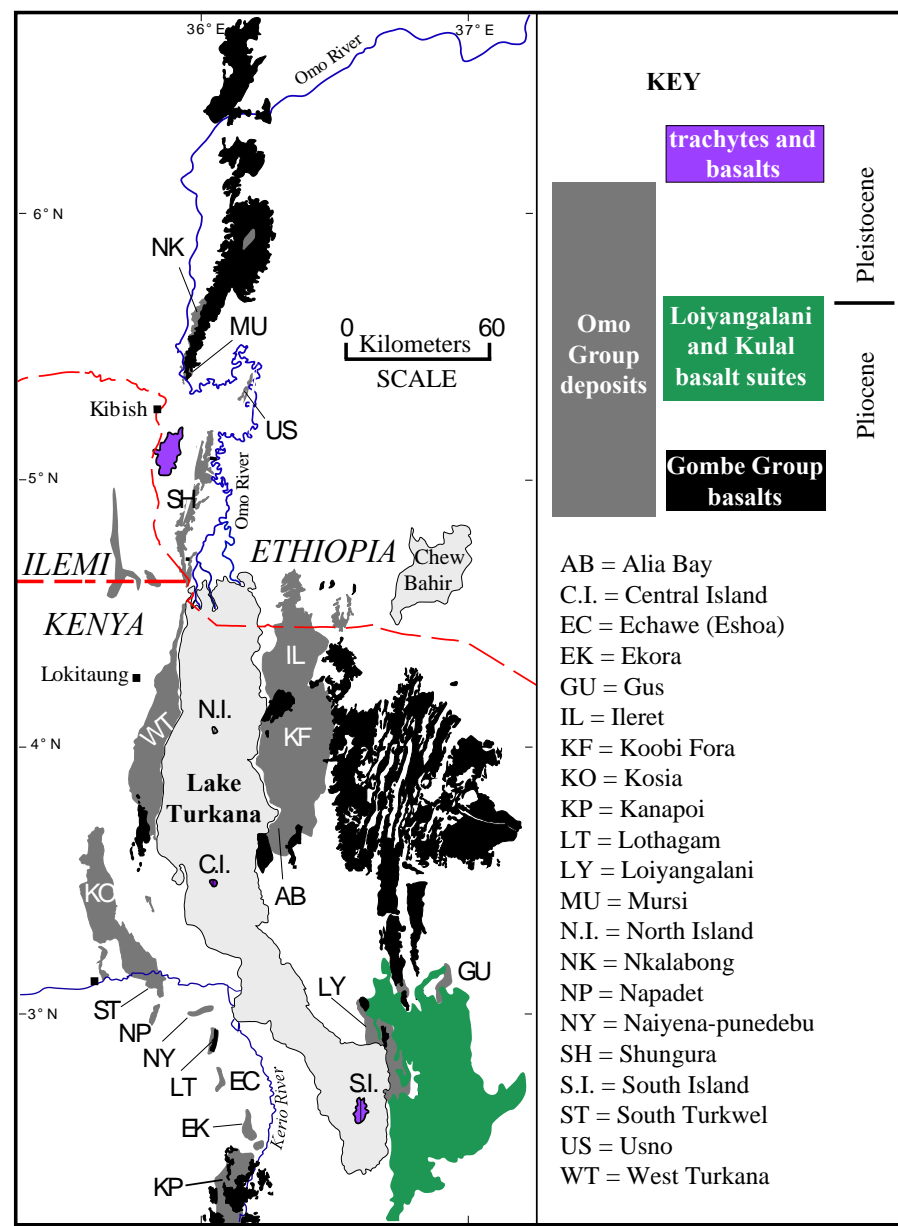 36° E
37° E
Omo River
6° N
NK
MU
0 60
Kilometers
SCALE
Kibish
US
5° N
SH
Omo River
ETHIOPIA
Chew
Bahir
ILEMI
KENYA
IL
Lokitaung
WT
N.I.
KF
4° N
Lake
Turkana
C.I.
AB
KO
LY
GU
ST
3° N
NP
NY
LT
EC
S.I.
EK
Kerio River
KP
KEY
trachytes and
basalts
Pleistocene
Omo
Group
deposits
Loiyangalani
and Kulal
basalt suites
Pliocene
Gombe Group
basalts
AB = Alia Bay
C.I. = Central Island
EC = Echawe (Eshoa)
EK = Ekora
GU = Gus
IL = Ileret
KF = Koobi Fora
KO = Kosia
KP = Kanapoi
LT = Lothagam
LY = Loiyangalani
MU = Mursi
N.I. = North Island
NK = Nkalabong
NP = Napadet
NY = Naiyena-punedebu
SH = Shungura
S.I. = South Island
ST = South Turkwel
US = Usno
WT = West Turkana